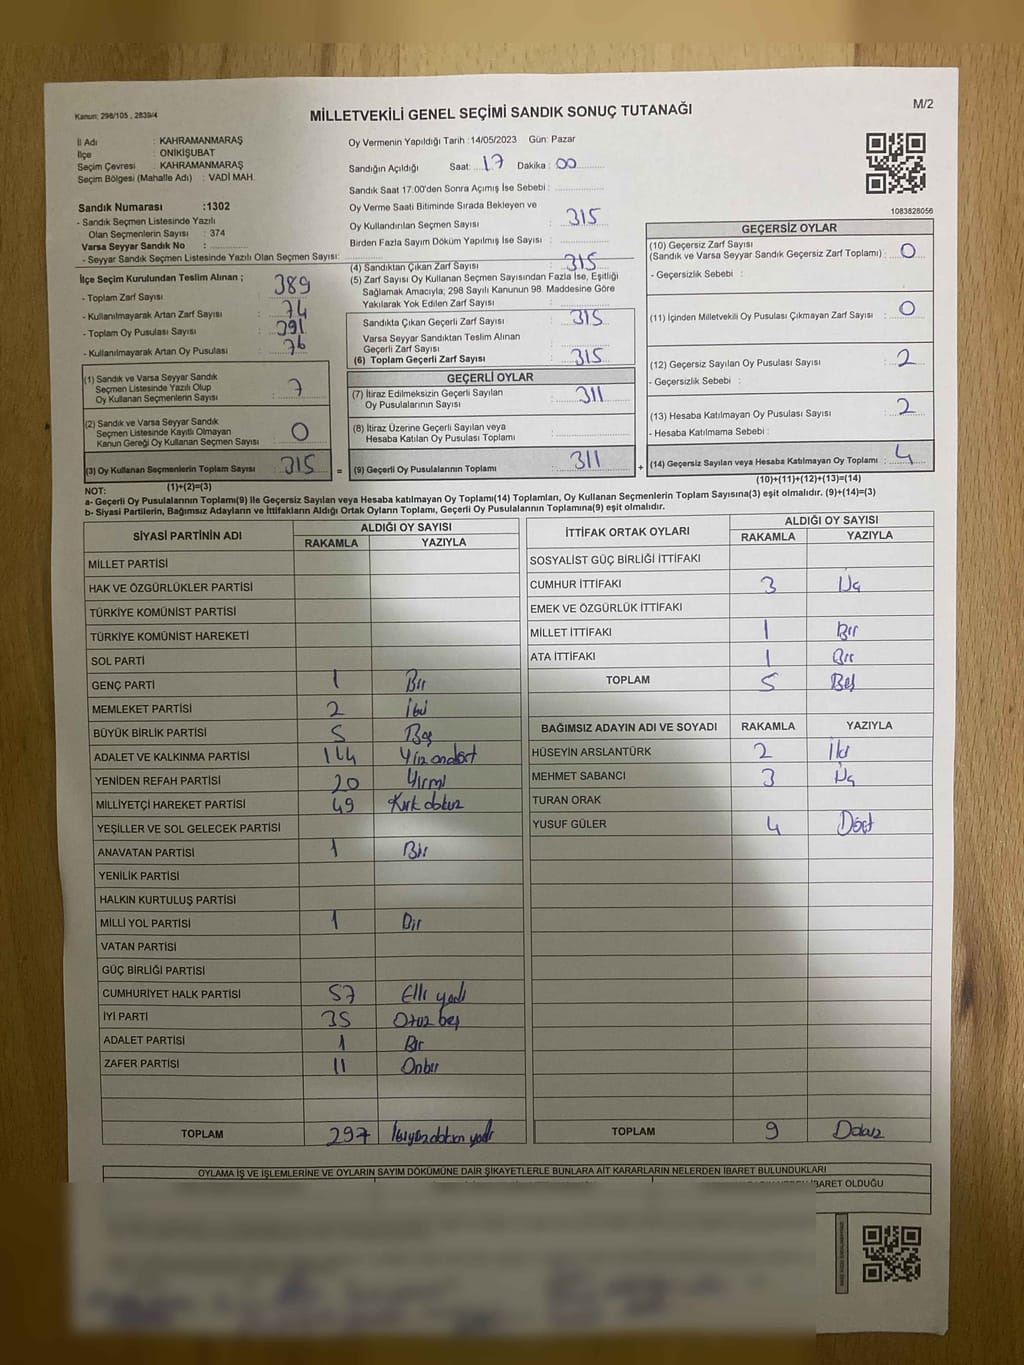 Kanun: 298/105 , 2839/4
MİLLETVEKİLİ GENEL SEÇİMİ SANDIK SONUÇ TUTANAĞI
M/2
İl Adı : KAHRAMANMARAŞ
İlçe : ONİKİŞUBAT
Seçim Çevresi : KAHRAMANMARAŞ
Seçim Bölgesi (Mahalle Adı) : VADİ MAH.
Sandık Numarası :1302
- Sandık Seçmen Listesinde Yazılı
Olan Seçmenlerin Sayısı : 374
Varsa Seyyar Sandık No :
- Seyyar Sandık Seçmen Listesinde Yazılı Olan Seçmen Sayısı:
Oy Vermenin Yapıldığı Tarih :14/05/2023 Gün: Pazar
Sandığın Açıldığı Saat: 17 Dakika : 00
Sandık Saat 17:00'den Sonra Açımış İse Sebebi :
Oy Verme Saati Bitiminde Sırada Bekleyen ve
Oy Kullandırılan Seçmen Sayısı : 315
Birden Fazla Sayım Döküm Yapılmış İse Sayısı :
1083828056
İlçe Seçim Kurulundan Teslim Alınan ;
- Toplam Zarf Sayısı : 389
- Kullanılmayarak Artan Zarf Sayısı : 74
- Toplam Oy Pusulası Sayısı : 391
- Kullanılmayarak Artan Oy Pusulası : 76
(1) Sandık ve Varsa Seyyar Sandık
Seçmen Listesinde Yazılı Olup
Oy Kullanan Seçmenlerin Sayısı : 7
(2) Sandık ve Varsa Seyyar Sandık
Seçmen Listesinde Kayıtlı Olmayan
Kanun Gereği Oy Kullanan Seçmen Sayısı : 0
(3) Oy Kullanan Seçmenlerin Toplam Sayısı : 315
(1)+(2)=(3)
(4) Sandıktan Çıkan Zarf Sayısı : 315
(5) Zarf Sayısı Oy Kullanan Seçmen Sayısından Fazla İse, Eşitliği
Sağlamak Amacıyla; 298 Sayılı Kanunun 98. Maddesine Göre
Yakılarak Yok Edilen Zarf Sayısı :
Sandıkta Çıkan Geçerli Zarf Sayısı : 315
Varsa Seyyar Sandıktan Teslim Alınan
Geçerli Zarf Sayısı :
(6) Toplam Geçerli Zarf Sayısı : 315
GEÇERLİ OYLAR
(7) İtiraz Edilmeksizin Geçerli Sayılan
Oy Pusulalarının Sayısı : 311
(8) İtiraz Üzerine Geçerli Sayılan veya
Hesaba Katılan Oy Pusulası Toplamı :
= (9) Geçerli Oy Pusulalarının Toplamı : 311
GEÇERSİZ OYLAR
(10) Geçersiz Zarf Sayısı
(Sandık ve Varsa Seyyar Sandık Geçersiz Zarf Toplamı) : 0
- Geçersizlik Sebebi :
(11) İçinden Milletvekili Oy Pusulası Çıkmayan Zarf Sayısı : 0
(12) Geçersiz Sayılan Oy Pusulası Sayısı : 2
- Geçersizlik Sebebi :
(13) Hesaba Katılmayan Oy Pusulası Sayısı : 2
- Hesaba Katılmama Sebebi :
+ (14) Geçersiz Sayılan veya Hesaba Katılmayan Oy Toplamı : 4
(10)+(11)+(12)+(13)=(14)
NOT:
a- Geçerli Oy Pusulalarının Toplamı(9) ile Geçersiz Sayılan veya Hesaba katılmayan Oy Toplamı(14) Toplamları, Oy Kullanan Seçmenlerin Toplam Sayısına(3) eşit olmalıdır. (9)+(14)=(3)
b- Siyasi Partilerin, Bağımsız Adayların ve İttifakların Aldığı Ortak Oyların Toplamı, Geçerli Oy Pusulalarının Toplamına(9) eşit olmalıdır.
SİYASİ PARTİNİN ADI ALDIĞI OY SAYISI
RAKAMLA YAZIYLA
MİLLET PARTİSİ
HAK VE ÖZGÜRLÜKLER PARTİSİ
TÜRKİYE KOMÜNİST PARTİSİ
TÜRKİYE KOMÜNİST HAREKETİ
SOL PARTİ
GENÇ PARTİ 1 Bir
MEMLEKET PARTİSİ 2 İki
BÜYÜK BİRLİK PARTİSİ 5 Beş
ADALET VE KALKINMA PARTİSİ 114 Yüz ondört
YENİDEN REFAH PARTİSİ 20 Yirmi
MİLLİYETÇİ HAREKET PARTİSİ 49 Kırk dokuz
YEŞİLLER VE SOL GELECEK PARTİSİ
ANAVATAN PARTİSİ 1 Bir
YENİLİK PARTİSİ
HALKIN KURTULUŞ PARTİSİ
MİLLİ YOL PARTİSİ 1 Bir
VATAN PARTİSİ
GÜÇ BİRLİĞİ PARTİSİ
CUMHURİYET HALK PARTİSİ 57 Elli yedi
İYİ PARTİ 35 Otuz beş
ADALET PARTİSİ 1 Bir
ZAFER PARTİSİ 11 Onbir
TOPLAM 297 İkiyüzdoksan yedi
İTTİFAK ORTAK OYLARI ALDIĞI OY SAYISI
RAKAMLA YAZIYLA
SOSYALİST GÜÇ BİRLİĞİ İTTİFAKI
CUMHUR İTTİFAKI 3 Üç
EMEK VE ÖZGÜRLÜK İTTİFAKI
MİLLET İTTİFAKI 1 Bir
ATA İTTİFAKI 1 Bir
TOPLAM 5 Beş
BAĞIMSIZ ADAYIN ADI VE SOYADI RAKAMLA YAZIYLA
HÜSEYİN ARSLANTÜRK 2 İki
MEHMET SABANCI 3 Üç
TURAN ORAK
YUSUF GÜLER 4 Dört
TOPLAM 9 Dokuz
OYLAMA İŞ VE İŞLEMLERİNE VE OYLARIN SAYIM DÖKÜMÜNE DAİR ŞİKAYETLERLE BUNLARA AİT KARARLARIN NELERDEN İBARET BULUNDUKLARI
İBARET OLDUĞU